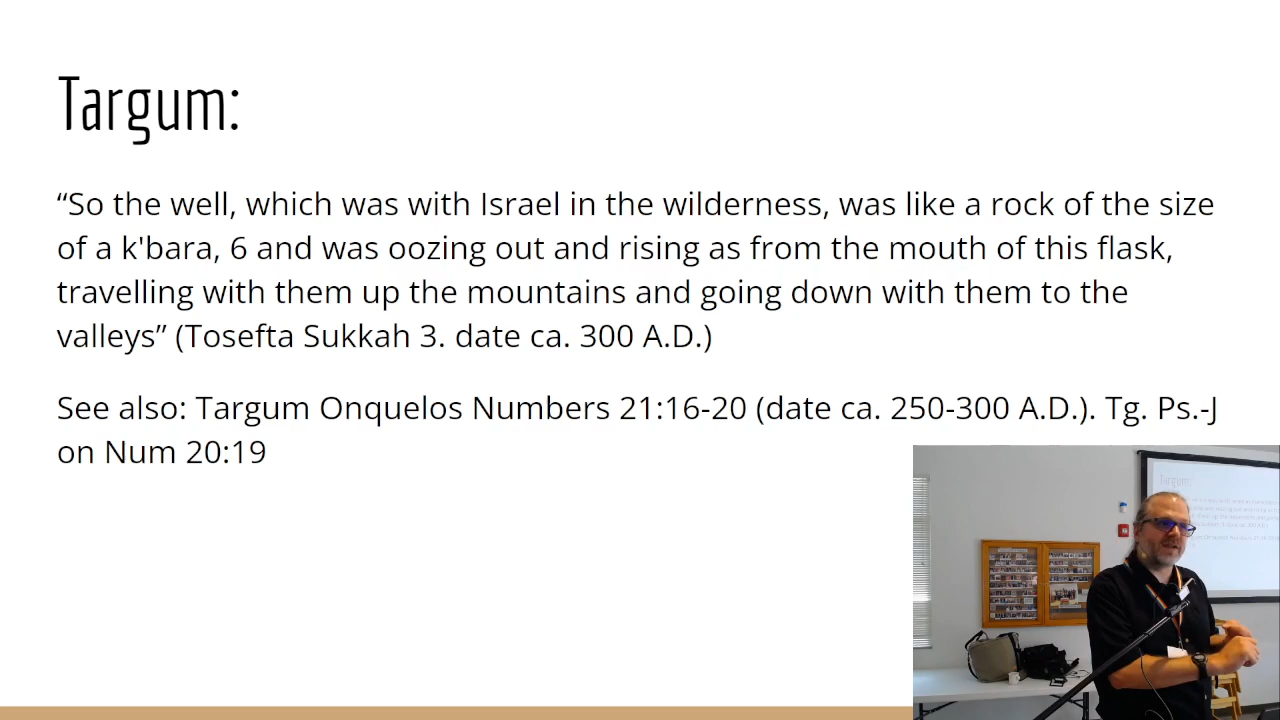 Targum:
“So the well, which was with Israel in the wilderness, was like a rock of the size
of a k'bara, 6 and was oozing out and rising as from the mouth of this flask,
travelling with them up the mountains and going down with them to the
valleys” (Tosefta Sukkah 3. date ca. 300 A.D.)
See also: Targum Onquelos Numbers 21:16-20 (date ca. 250-300 A.D.). Tg. Ps.-J
on Num 20:19
Targum: